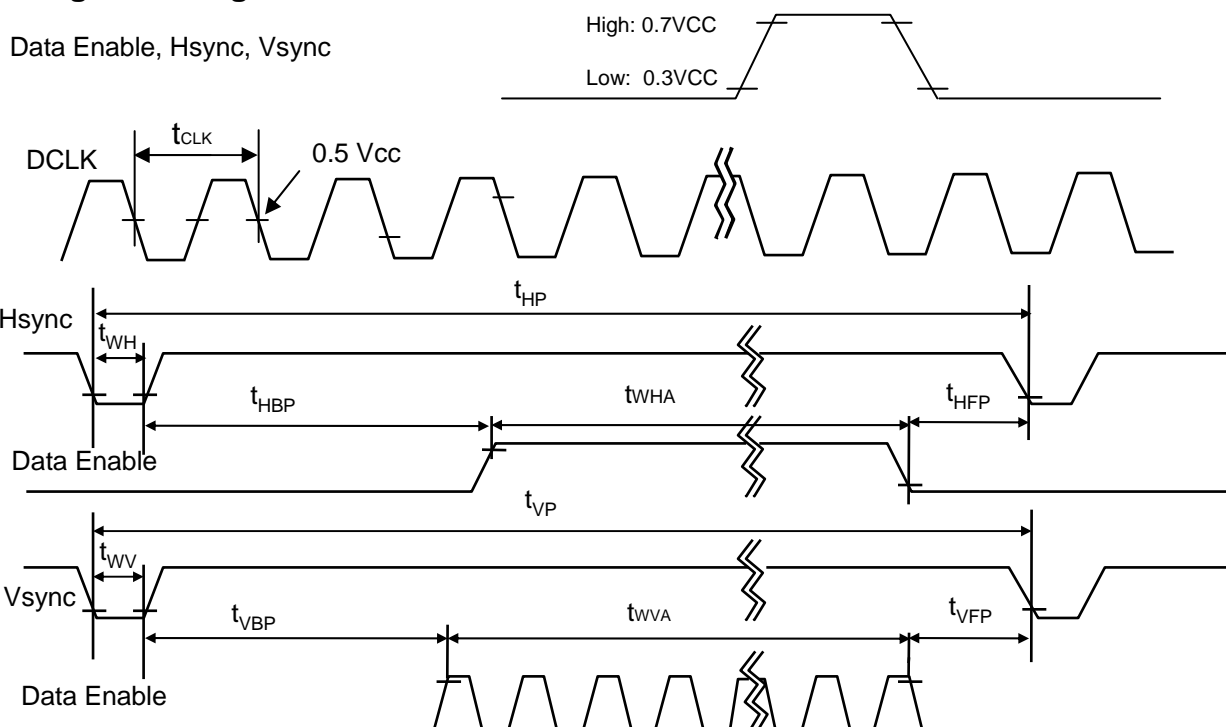 Data Enable, Hsync, Vsync
High: 0.7VCC
Low: 0.3VCC
tCLK
DCLK
0.5 Vcc
tHP
Hsync
tWH
tHBP
tWHA
tHFP
Data Enable
tVP
tWV
Vsync
tVBP
tWVA
tVFP
Data Enable